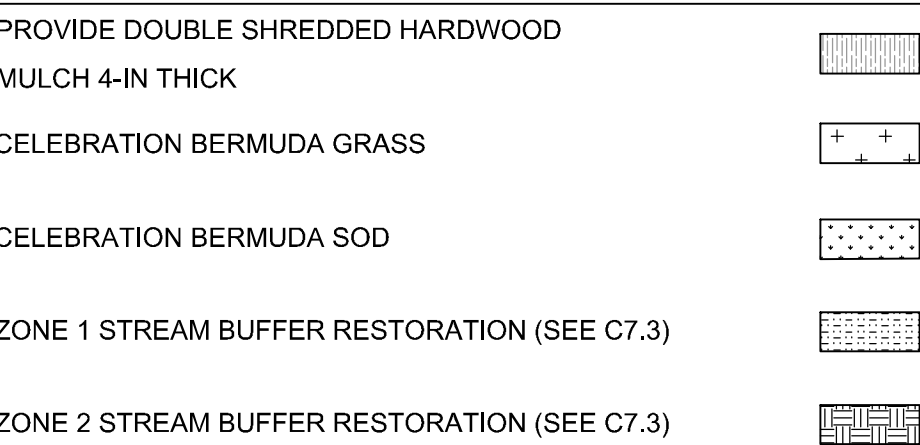 PROVIDE DOUBLE SHREDDED HARDWOOD
MULCH 4-IN THICK
CELEBRATION BERMUDA GRASS
CELEBRATION BERMUDA SOD
ZONE 1 STREAM BUFFER RESTORATION (SEE C7.3)
ZONE 2 STREAM BUFFER RESTORATION (SEE C7.3)